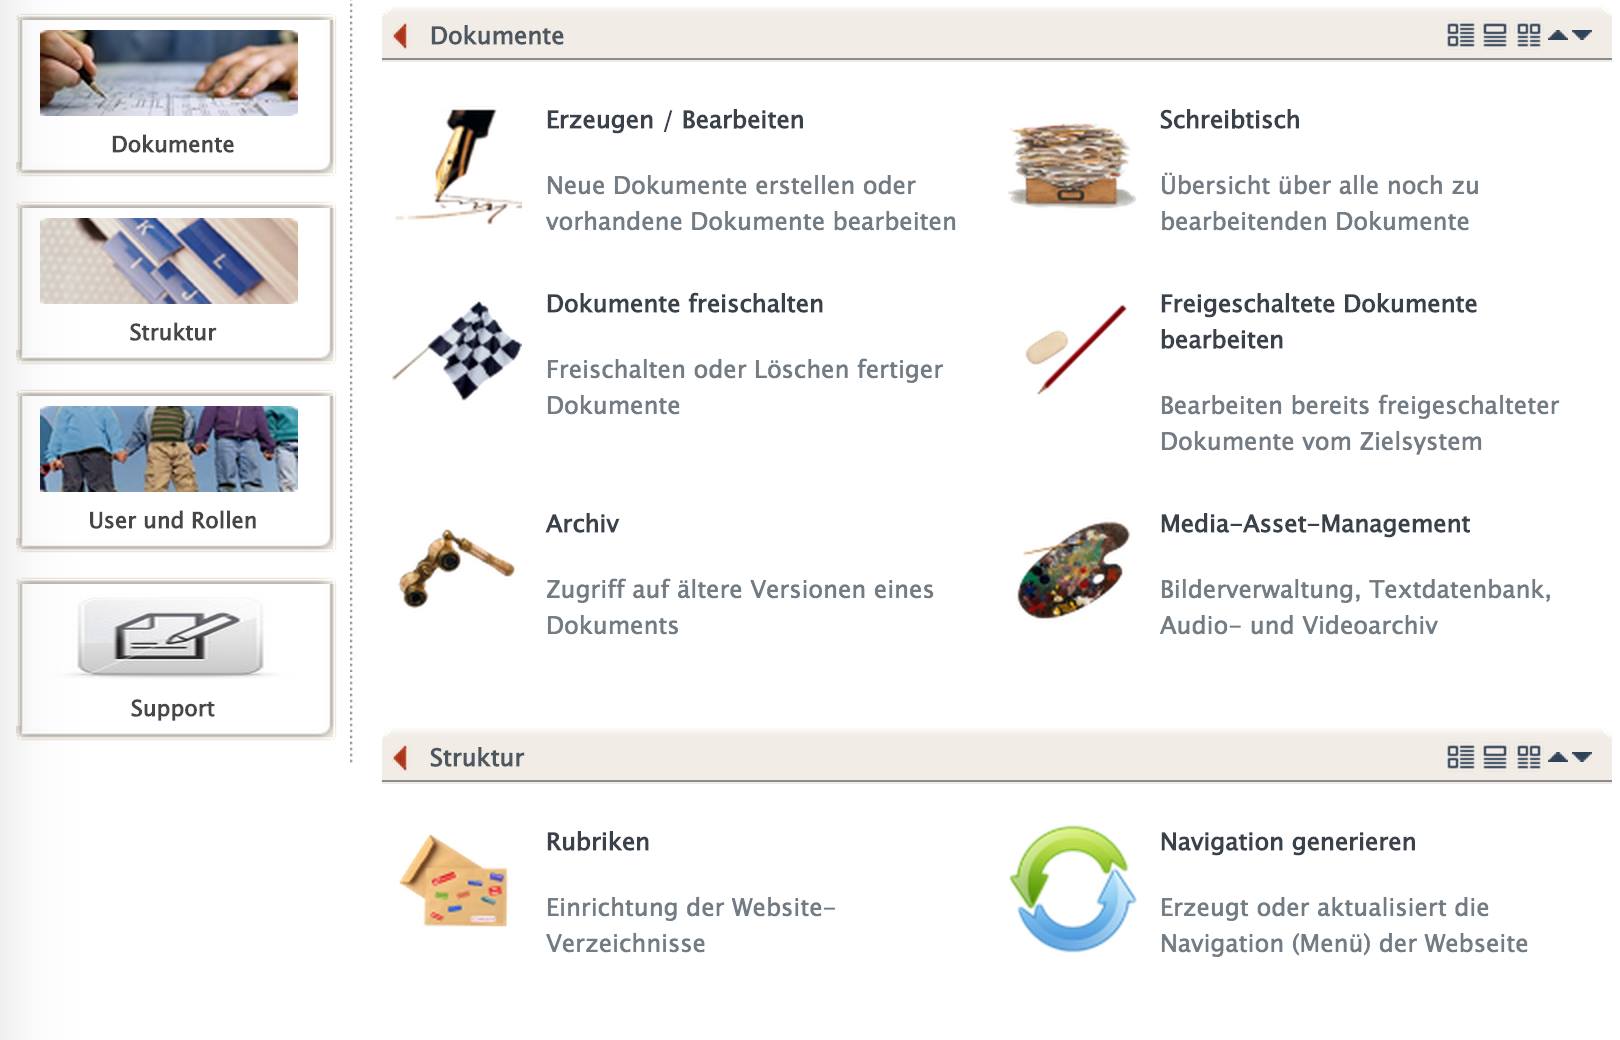 Dokumente
Struktur
User und Rollen
Support
Dokumente
Erzeugen / Bearbeiten
Neue Dokumente erstellen oder
vorhandene Dokumente bearbeiten
Schreibtisch
Übersicht über alle noch zu
bearbeitenden Dokumente
Dokumente freischalten
Freischalten oder Löschen fertiger
Dokumente
Freigeschaltete Dokumente
bearbeiten
Bearbeiten bereits freigeschalteter
Dokumente vom Zielsystem
Archiv
Zugriff auf ältere Versionen eines
Dokuments
Media-Asset-Management
Bilderverwaltung, Textdatenbank,
Audio- und Videoarchiv
Struktur
Rubriken
Einrichtung der Website-
Verzeichnisse
Navigation generieren
Erzeugt oder aktualisiert die
Navigation (Menü) der Webseite